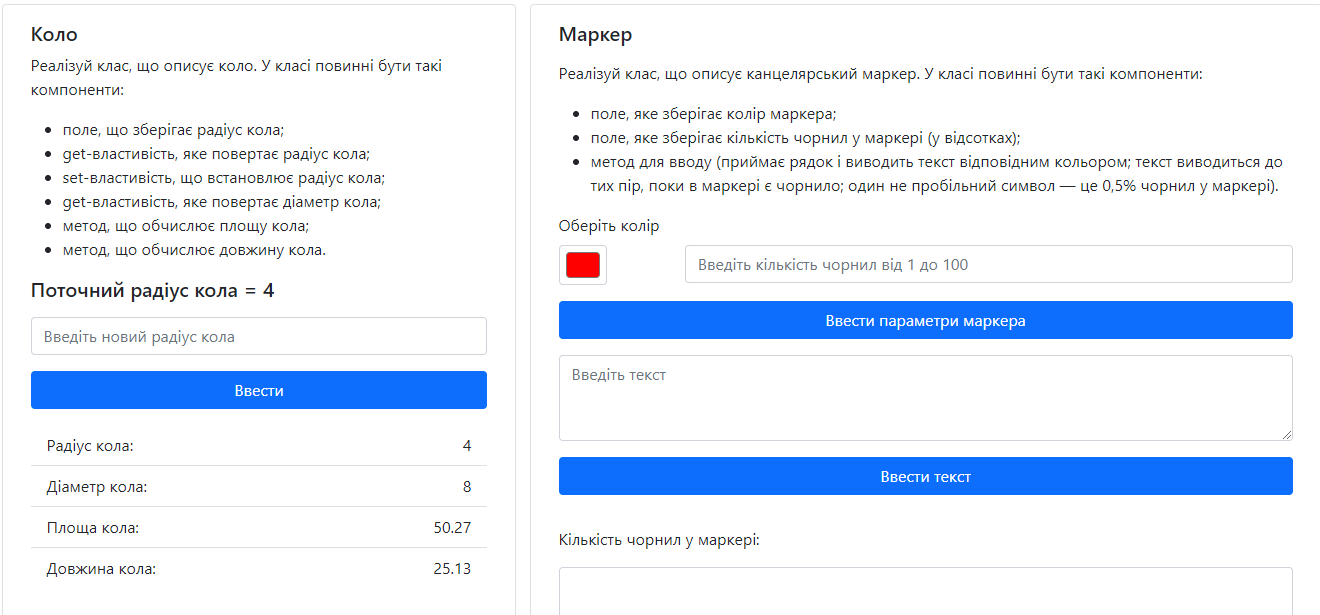 Коло
Реалізуй клас, що описує коло. У класі повинні бути такі
компоненти:
поле, що зберігає радіус кола;
get-властивість, яке повертає радіус кола;
set-властивість, що встановлює радіус кола;
get-властивість, яке повертає діаметр кола;
метод, що обчислює площу кола;
метод, що обчислює довжину кола.
Поточний радіус кола = 4
Введіть новий радіус кола
Ввести
Радіус кола: 4
Діаметр кола: 8
Площа кола: 50.27
Довжина кола: 25.13
Маркер
Реалізуй клас, що описує канцелярський маркер. У класі повинні бути такі компоненти:
поле, яке зберігає колір маркера;
поле, яке зберігає кількість чорнил у маркері (у відсотках);
метод для вводу (приймає рядок і виводить текст відповідним кольором; текст виводиться до
тих пір, поки в маркері є чорнило; один не пробільний символ — це 0,5% чорнил у маркері).
Оберіть колір
Введіть кількість чорнил від 1 до 100
Ввести параметри маркера
Введіть текст
Ввести текст
Кількість чорнил у маркері: